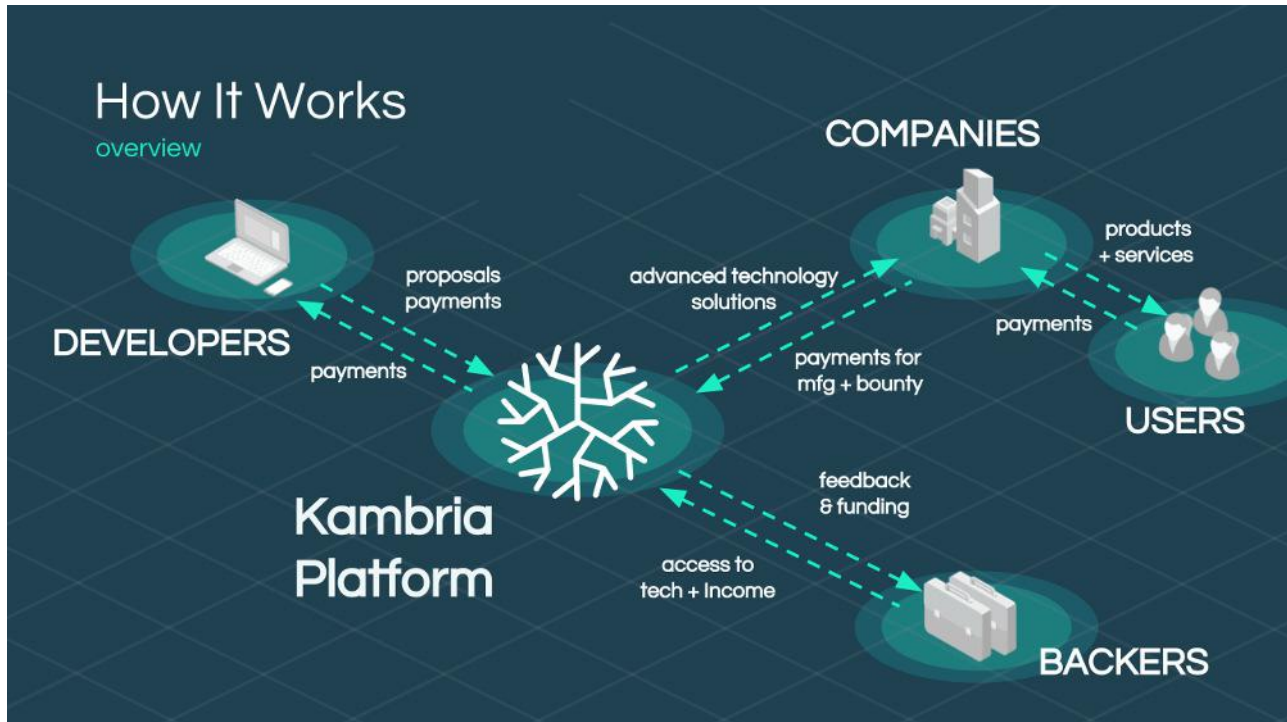 How It Works
overview
COMPANIES
products
+ services
proposals
payments
advanced technology
solutions
DEVELOPERS
payments
payments
payments for
mfg + bounty
USERS
feedback
& funding
Kambria
Platform
access to
tech + Income
BACKERS